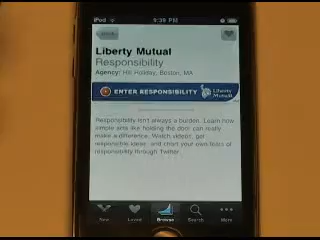 iPod 5:39 PM
Back
Liberty Mutual
Responsibility
Agency: Hill Holliday, Boston, MA
ENTER RESPONSIBILITY Liberty Mutual
Responsibility isn't always a burden. Learn how
simple acts like holding the door can really
make a difference. Watch videos, get
responsible ideas, and chart your own feats of
responsibility through Twitter.
New Loved Browse Search More